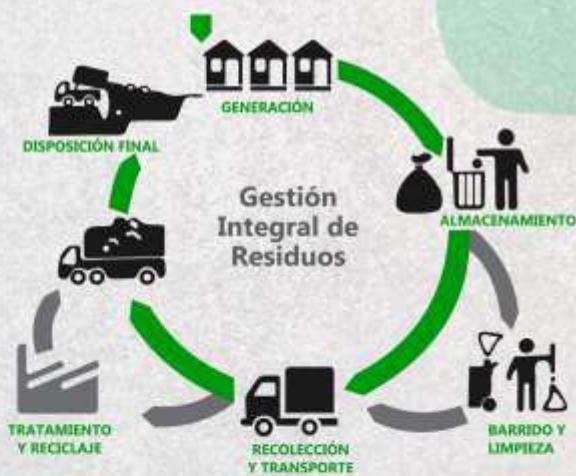 GENERACIÓN
DISPOSICIÓN FINAL
ALMACENAMIENTO
Gestión
Integral de
Residuos
TRATAMIENTO
Y RECICLAJE
RECOLECCIÓN
Y TRANSPORTE
BARRIDO Y
LIMPIEZA